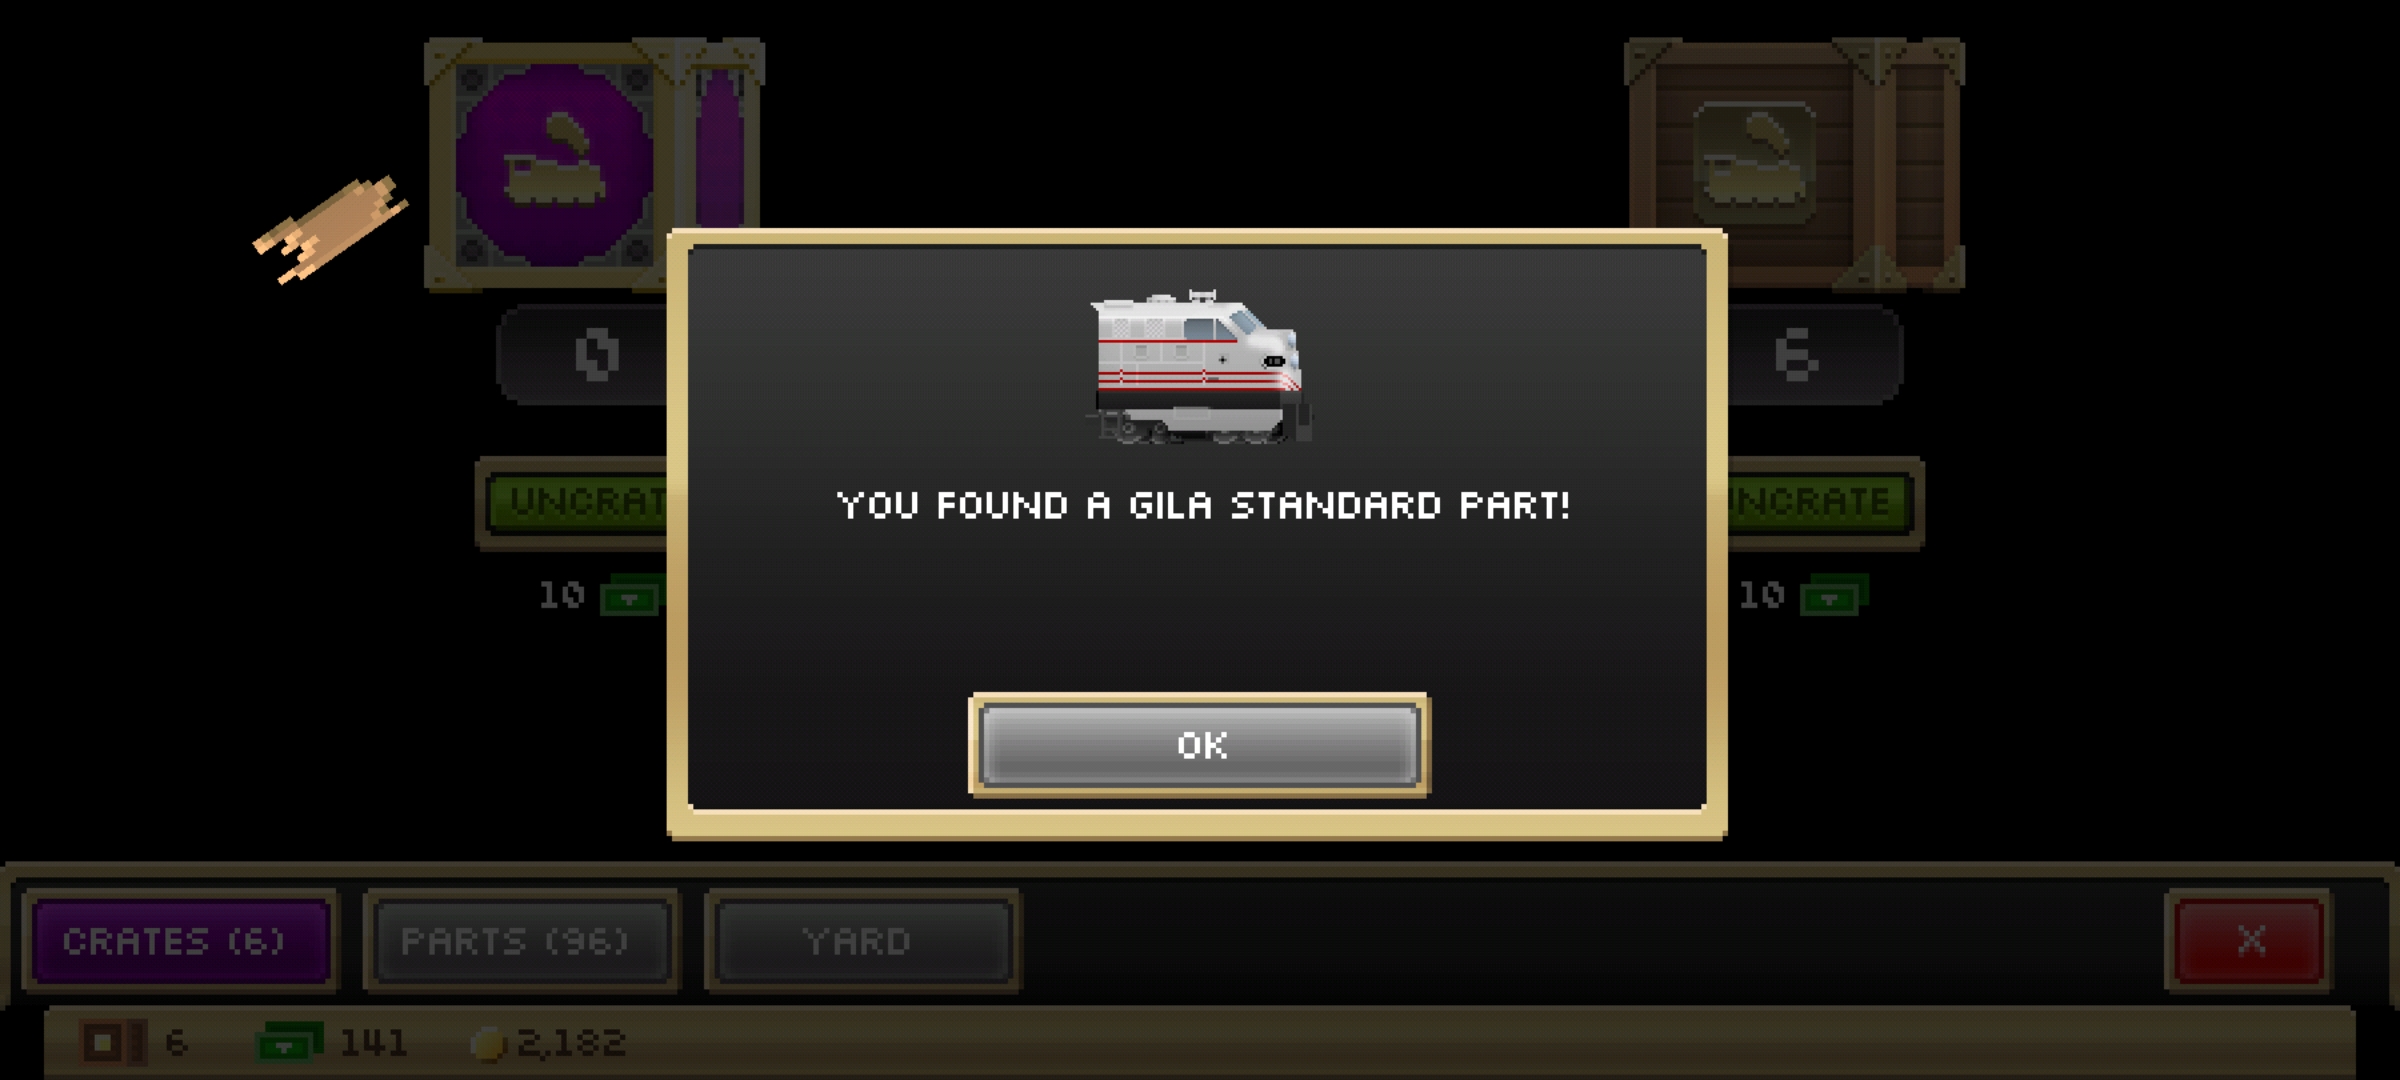 0
6
UNCRAT
NCRATE
10
10
YOU FOUND A GILA STANDARD PART!
OK
CRATES (6)
PARTS (96)
YARD
X
6
141
2,182